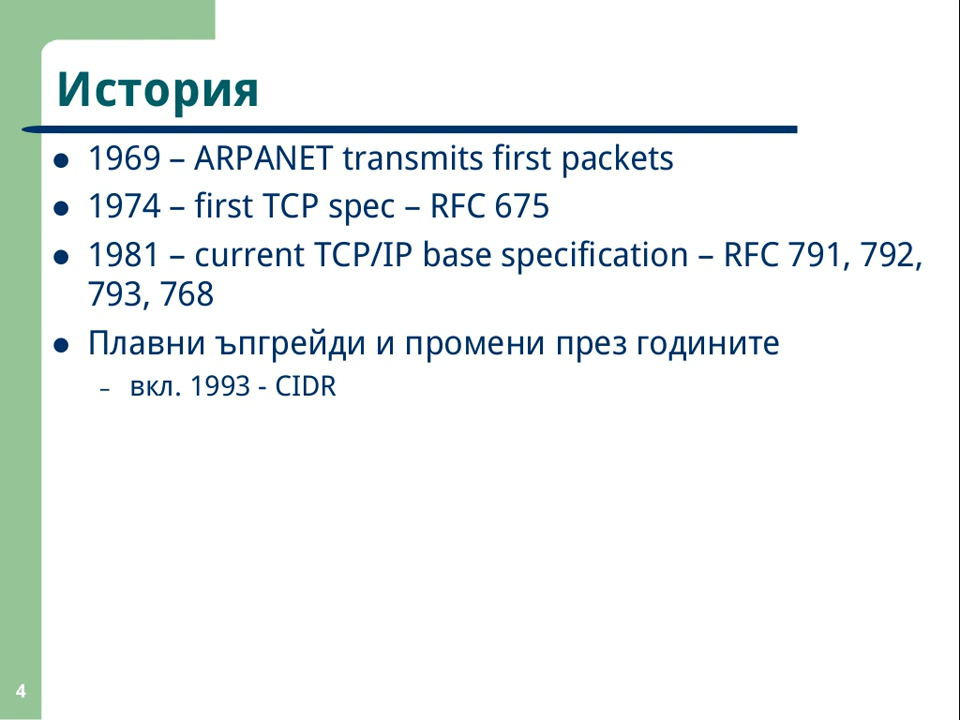 История
● 1969 – ARPANET transmits first packets
● 1974 – first TCP spec – RFC 675
● 1981 – current TCP/IP base specification – RFC 791, 792,
793, 768
● Плавни ъпгрейди и промени през годините
– вкл. 1993 - CIDR
4